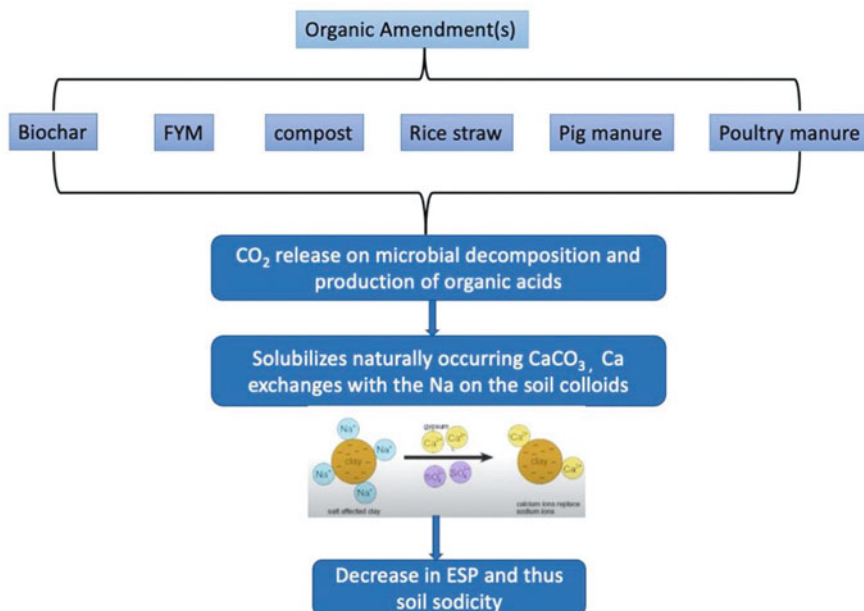 Organic Amendment(s)
Biochar
FYM
compost
Rice straw
Pig manure
Poultry manure
CO₂ release on microbial decomposition and
production of organic acids
Solubilizes naturally occurring CaCO₃, Ca
exchanges with the Na on the soil colloids
Na⁺
Na⁺
Na⁺
Na⁺
clay
salt affected clay
gypsum
Ca²⁺
Ca²⁺
Ca²⁺
clay
Ca²⁺
calcium ions replace
sodium ions
Decrease in ESP and thus
soil sodicity